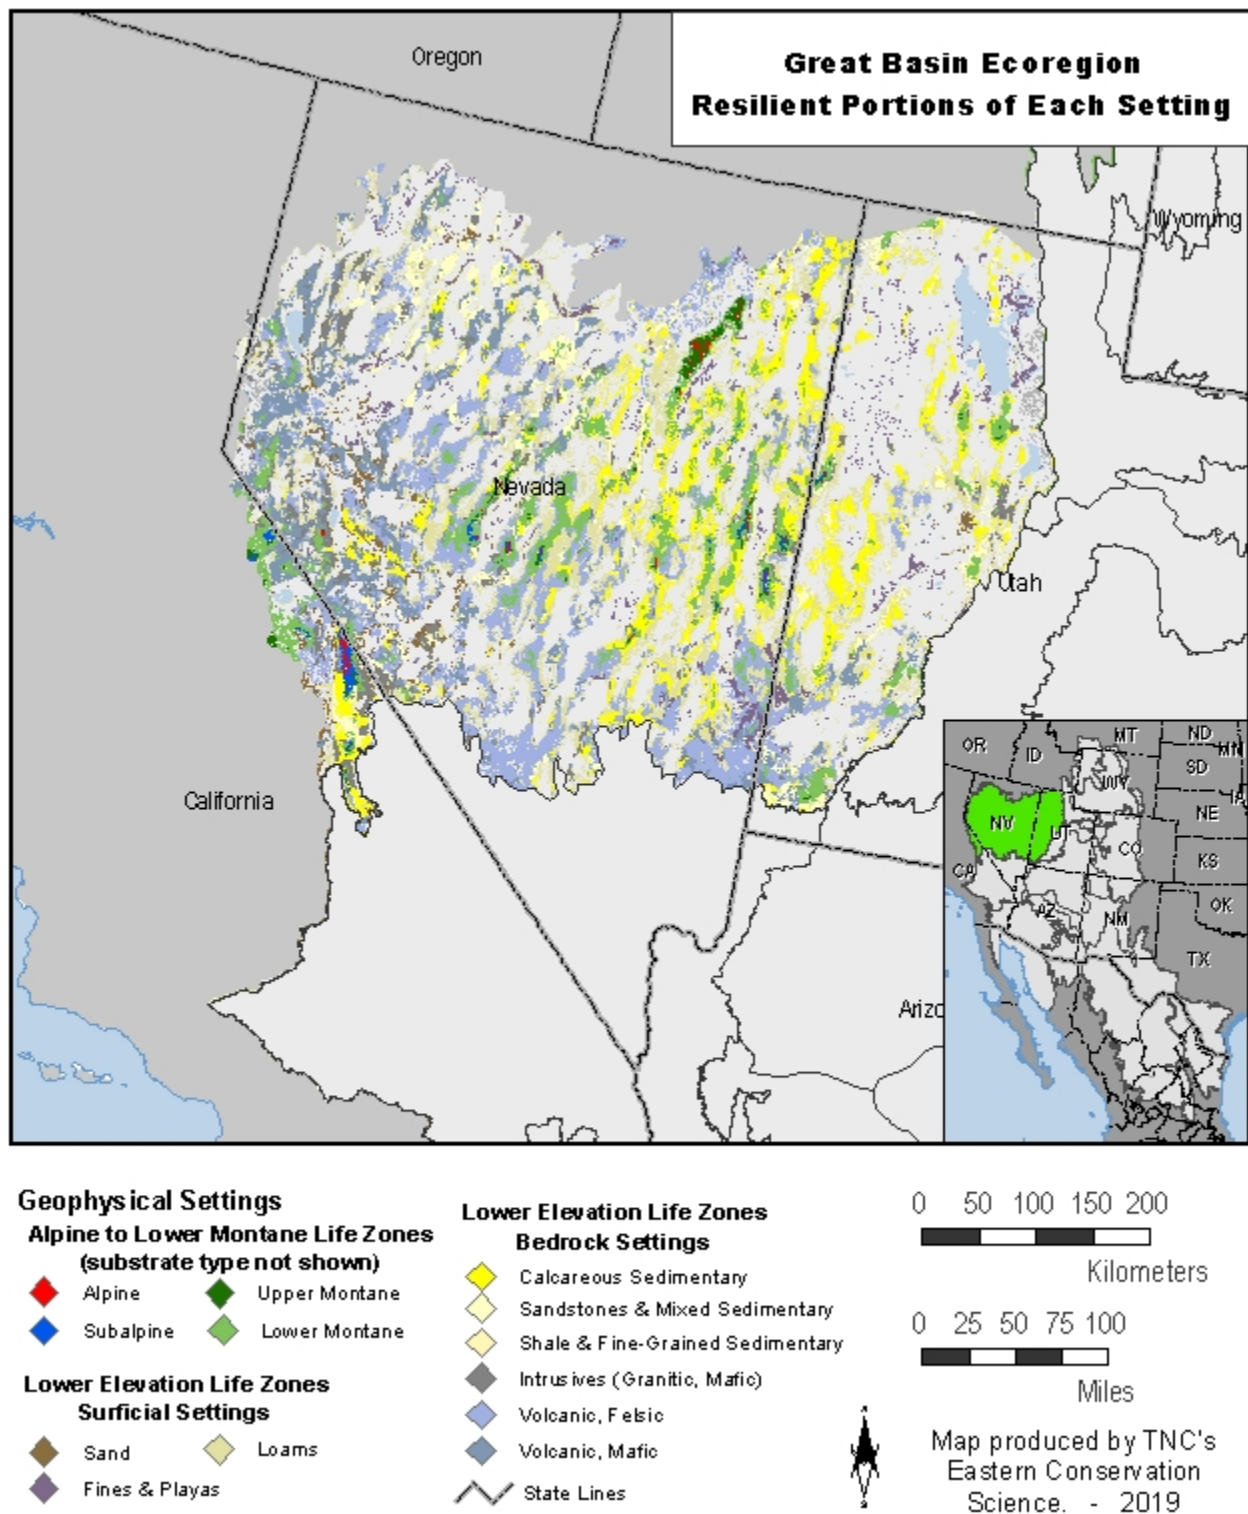 Great Basin Ecoregion
Resilient Portions of Each Setting
Oregon
Wyoming
Nevada
Utah
California
Arizo
OR
ID
MT
ND
MN
SD
WY
IA
NE
NV
UT
CO
KS
CA
OK
AZ
NM
TX
Geophysical Settings
Alpine to Lower Montane Life Zones
(substrate type not shown)
Alpine
Upper Montane
Subalpine
Lower Montane
Lower Elevation Life Zones
Surficial Settings
Sand
Loams
Fines & Playas
Lower Elevation Life Zones
Bedrock Settings
Calcareous Sedimentary
Sandstones & Mixed Sedimentary
Shale & Fine-Grained Sedimentary
Intrusives (Granitic, Mafic)
Volcanic, Felsic
Volcanic, Mafic
State Lines
0 50 100 150 200
Kilometers
0 25 50 75 100
Miles
Map produced by TNC's
Eastern Conservation
Science. - 2019